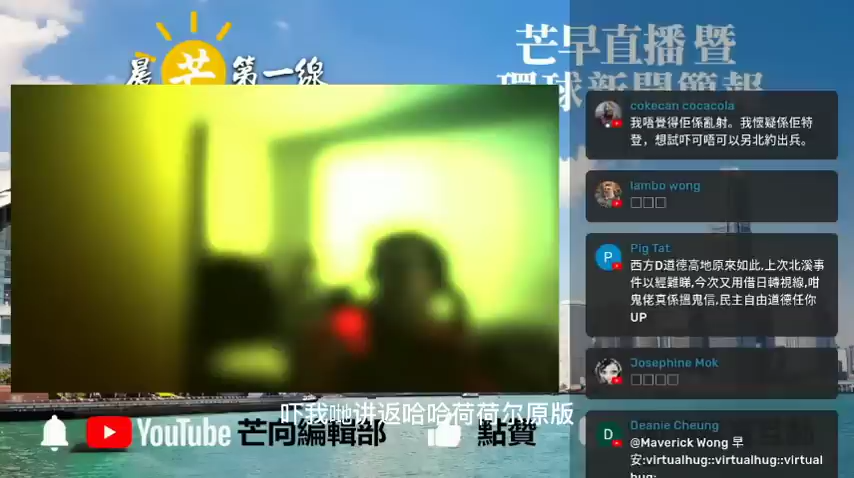 晨芒第一線
芒早直播暨
環球新聞簡報
cokecan cocacola
我唔覺得佢係亂射。我懷疑係佢特
登，想試吓可唔可以另北約出兵。
lambo wong
□□□
Pig Tat
P
西方D道德高地原來如此,上次北溪事
件以經難睇,今次又用借日轉視線,咁
鬼佬真係搵鬼信,民主自由道德任你
UP
Josephine Mok
□□□□
Deanie Cheung
D
@Maverick Wong 早
安:virtualhug::virtualhug::virtual
hug:
吓我哋讲返哈哈荷荷尔原版
YouTube 芒向編輯部 點贊